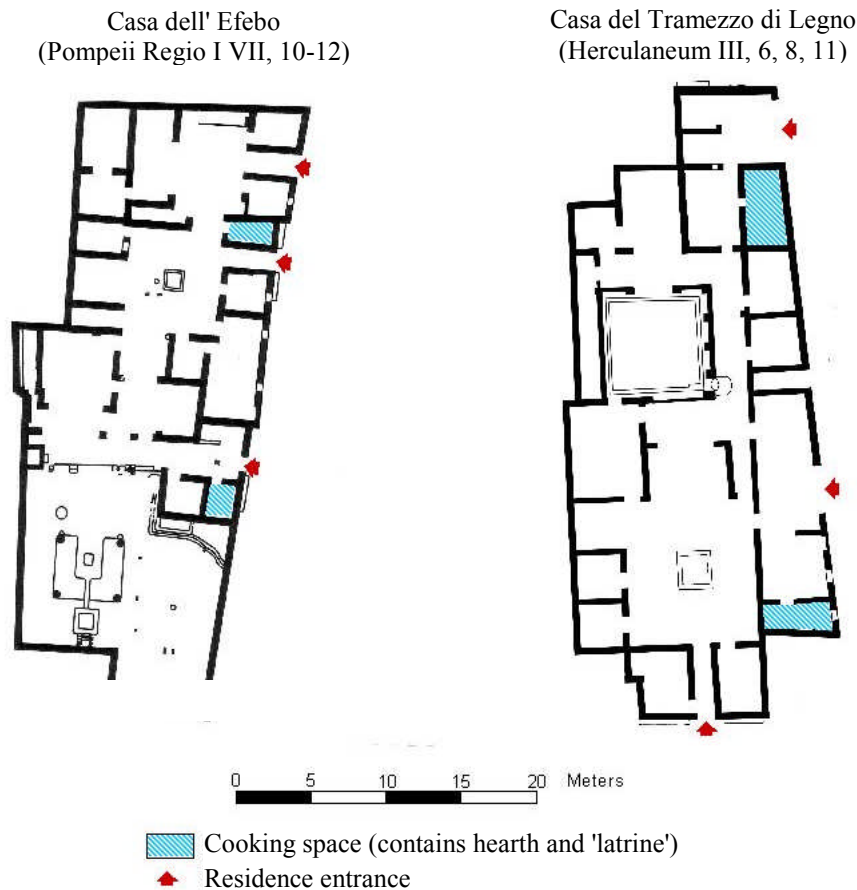 Casa dell' Efebo
(Pompeii Regio I VII, 10-12)
Casa del Tramezzo di Legno
(Herculaneum III, 6, 8, 11)
0 5 10 15 20 Meters
Cooking space (contains hearth and 'latrine')
Residence entrance